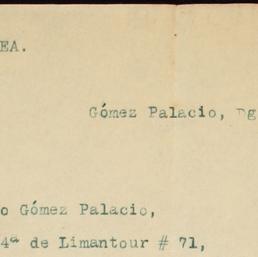 EA.
Gómez Palacio, Dg
o Gómez Palacio,
4ª de Limantour # 71,